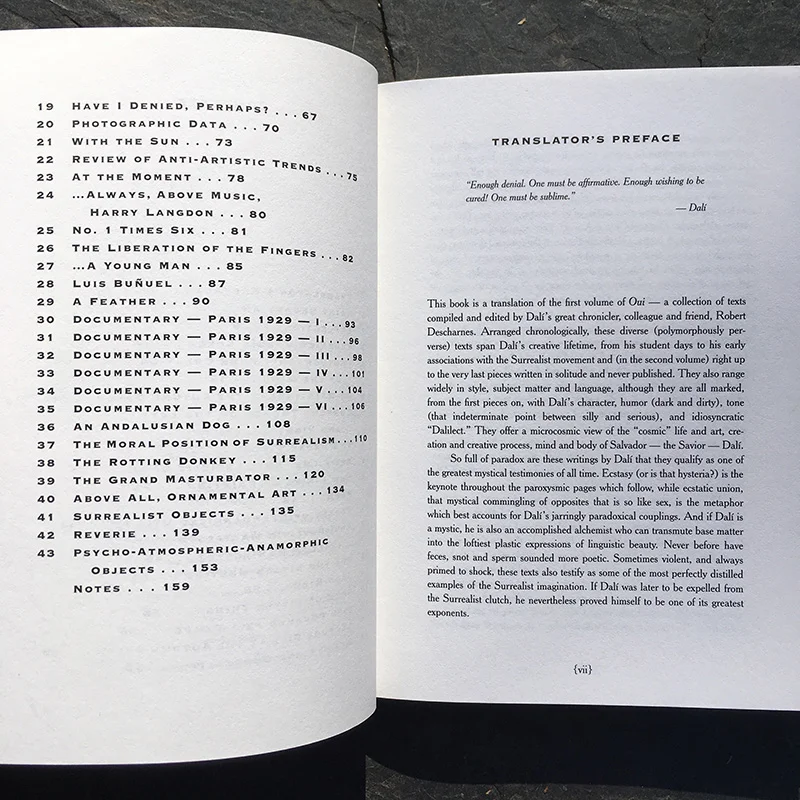 19 HAVE I DENIED, PERHAPS? . . . 67
20 PHOTOGRAPHIC DATA . . . 70
21 WITH THE SUN . . . 73
22 REVIEW OF ANTI-ARTISTIC TRENDS . . . 75
23 AT THE MOMENT . . . 78
24 ...ALWAYS, ABOVE MUSIC,
HARRY LANGDON . . . 80
25 NO. 1 TIMES SIX . . . 81
26 THE LIBERATION OF THE FINGERS . . . 82
27 ...A YOUNG MAN . . . 85
28 LUIS BUÑUEL . . . 87
29 A FEATHER . . . 90
30 DOCUMENTARY — PARIS 1929 — I . . . 93
31 DOCUMENTARY — PARIS 1929 — II . . . 96
32 DOCUMENTARY — PARIS 1929 — III . . . 98
33 DOCUMENTARY — PARIS 1929 — IV . . . 101
34 DOCUMENTARY — PARIS 1929 — V . . . 104
35 DOCUMENTARY — PARIS 1929 — VI . . . 106
36 AN ANDALUSIAN DOG . . . 108
37 THE MORAL POSITION OF SURREALISM . . . 110
38 THE ROTTING DONKEY . . . 115
39 THE GRAND MASTURBATOR . . . 120
40 ABOVE ALL, ORNAMENTAL ART . . . 134
41 SURREALIST OBJECTS . . . 135
42 REVERIE . . . 139
43 PSYCHO-ATMOSPHERIC-ANAMORPHIC
OBJECTS . . . 153
NOTES . . . 159
TRANSLATOR'S PREFACE
"Enough denial. One must be affirmative. Enough wishing to be
cured! One must be sublime."
— Dalí
This book is a translation of the first volume of Oui — a collection of texts
compiled and edited by Dalí's great chronicler, colleague and friend, Robert
Descharnes. Arranged chronologically, these diverse (polymorphously per-
verse) texts span Dalí's creative lifetime, from his student days to his early
associations with the Surrealist movement and (in the second volume) right up
to the very last pieces written in solitude and never published. They also range
widely in style, subject matter and language, although they are all marked,
from the first pieces on, with Dalí's character, humor (dark and dirty), tone
(that indeterminate point between silly and serious), and idiosyncratic
"Dalilect." They offer a microcosmic view of the "cosmic" life and art, cre-
ation and creative process, mind and body of Salvador — the Savior — Dalí.
So full of paradox are these writings by Dalí that they qualify as one of
the greatest mystical testimonies of all time. Ecstasy (or is that hysteria?) is the
keynote throughout the paroxysmic pages which follow, while ecstatic union,
that mystical commingling of opposites that is so like sex, is the metaphor
which best accounts for Dalí's jarringly paradoxical couplings. And if Dalí is
a mystic, he is also an accomplished alchemist who can transmute base matter
into the loftiest plastic expressions of linguistic beauty. Never before have
feces, snot and sperm sounded more poetic. Sometimes violent, and always
primed to shock, these texts also testify as some of the most perfectly distilled
examples of the Surrealist imagination. If Dalí was later to be expelled from
the Surrealist clutch, he nevertheless proved himself to be one of its greatest
exponents.
{vii}